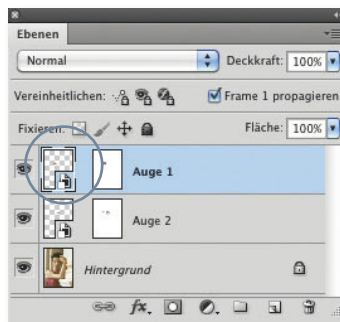 Ebenen
Normal Deckkraft: 100%
Vereinheitlichen: Frame 1 propagieren
Fixieren: Fläche: 100%
Auge 1
Auge 2
Hintergrund
fx